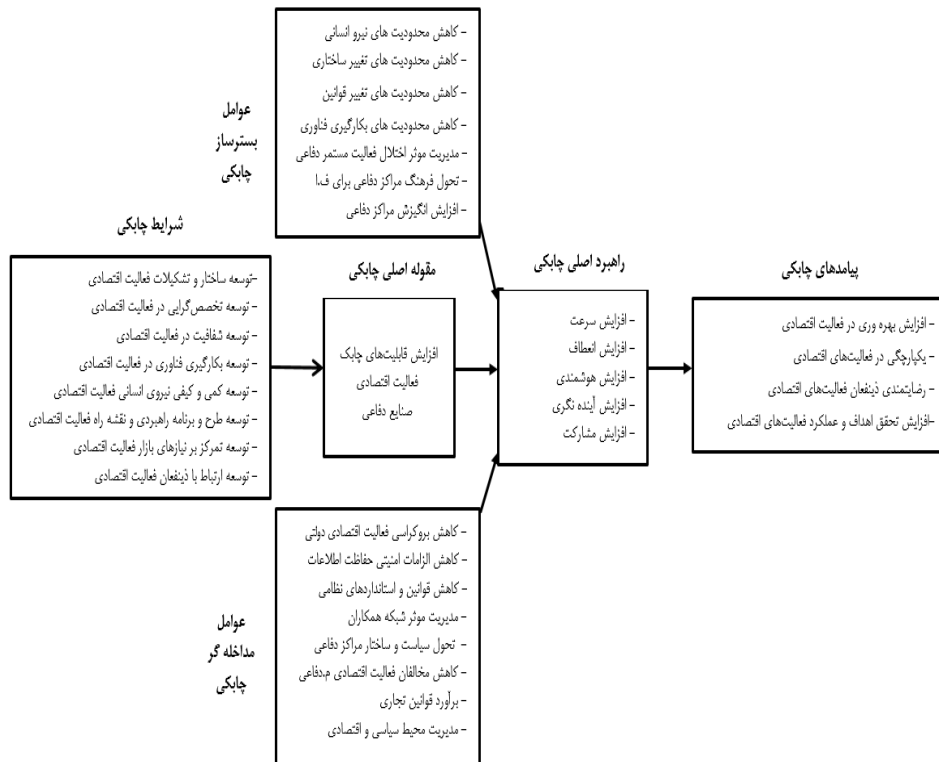 عوامل
بسترساز
چابکی
- کاهش محدودیت های نیرو انسانی
- کاهش محدودیت های تغییر ساختاری
- کاهش محدودیت های تغییر قوانین
- کاهش محدودیت های بکارگیری فناوری
- مدیریت موثر اختلال فعالیت مستمر دفاعی
- تحول فرهنگ مراکز دفاعی برای ف.ا
- افزایش انگیزش مراکز دفاعی
شرایط چابکی
-توسعه ساختار و تشکیلات فعالیت اقتصادی
- توسعه تخصص‌گرایی در فعالیت اقتصادی
- توسعه شفافیت در فعالیت اقتصادی
- توسعه بکارگیری فناوری در فعالیت اقتصادی
- توسعه کمی و کیفی نیروی انسانی فعالیت اقتصادی
- توسعه طرح و برنامه راهبردی و نقشه راه فعالیت اقتصادی
- توسعه تمرکز بر نیازهای بازار فعالیت اقتصادی
- توسعه ارتباط با ذینفعان فعالیت اقتصادی
مقوله اصلی چابکی
افزایش قابلیت‌های چابک
فعالیت اقتصادی
صنایع دفاعی
راهبرد اصلی چابکی
- افزایش سرعت
- افزایش انعطاف
- افزایش هوشمندی
- افزایش آینده نگری
- افزایش مشارکت
پیامدهای چابکی
- افزایش بهره وری در فعالیت اقتصادی
- یکپارچگی در فعالیت‌های اقتصادی
- رضایتمندی ذینفعان فعالیت‌های اقتصادی
-افزایش تحقق اهداف و عملکرد فعالیت‌های اقتصادی
عوامل
مداخله گر
چابکی
- کاهش بروکراسی فعالیت اقتصادی دولتی
- کاهش الزامات امنیتی حفاظت اطلاعات
- کاهش قوانین و استانداردهای نظامی
- مدیریت موثر شبکه همکاران
- تحول سیاست و ساختار مراکز دفاعی
- کاهش مخالفان فعالیت اقتصادی م.دفاعی
- برآورد قوانین تجاری
- مدیریت محیط سیاسی و اقتصادی